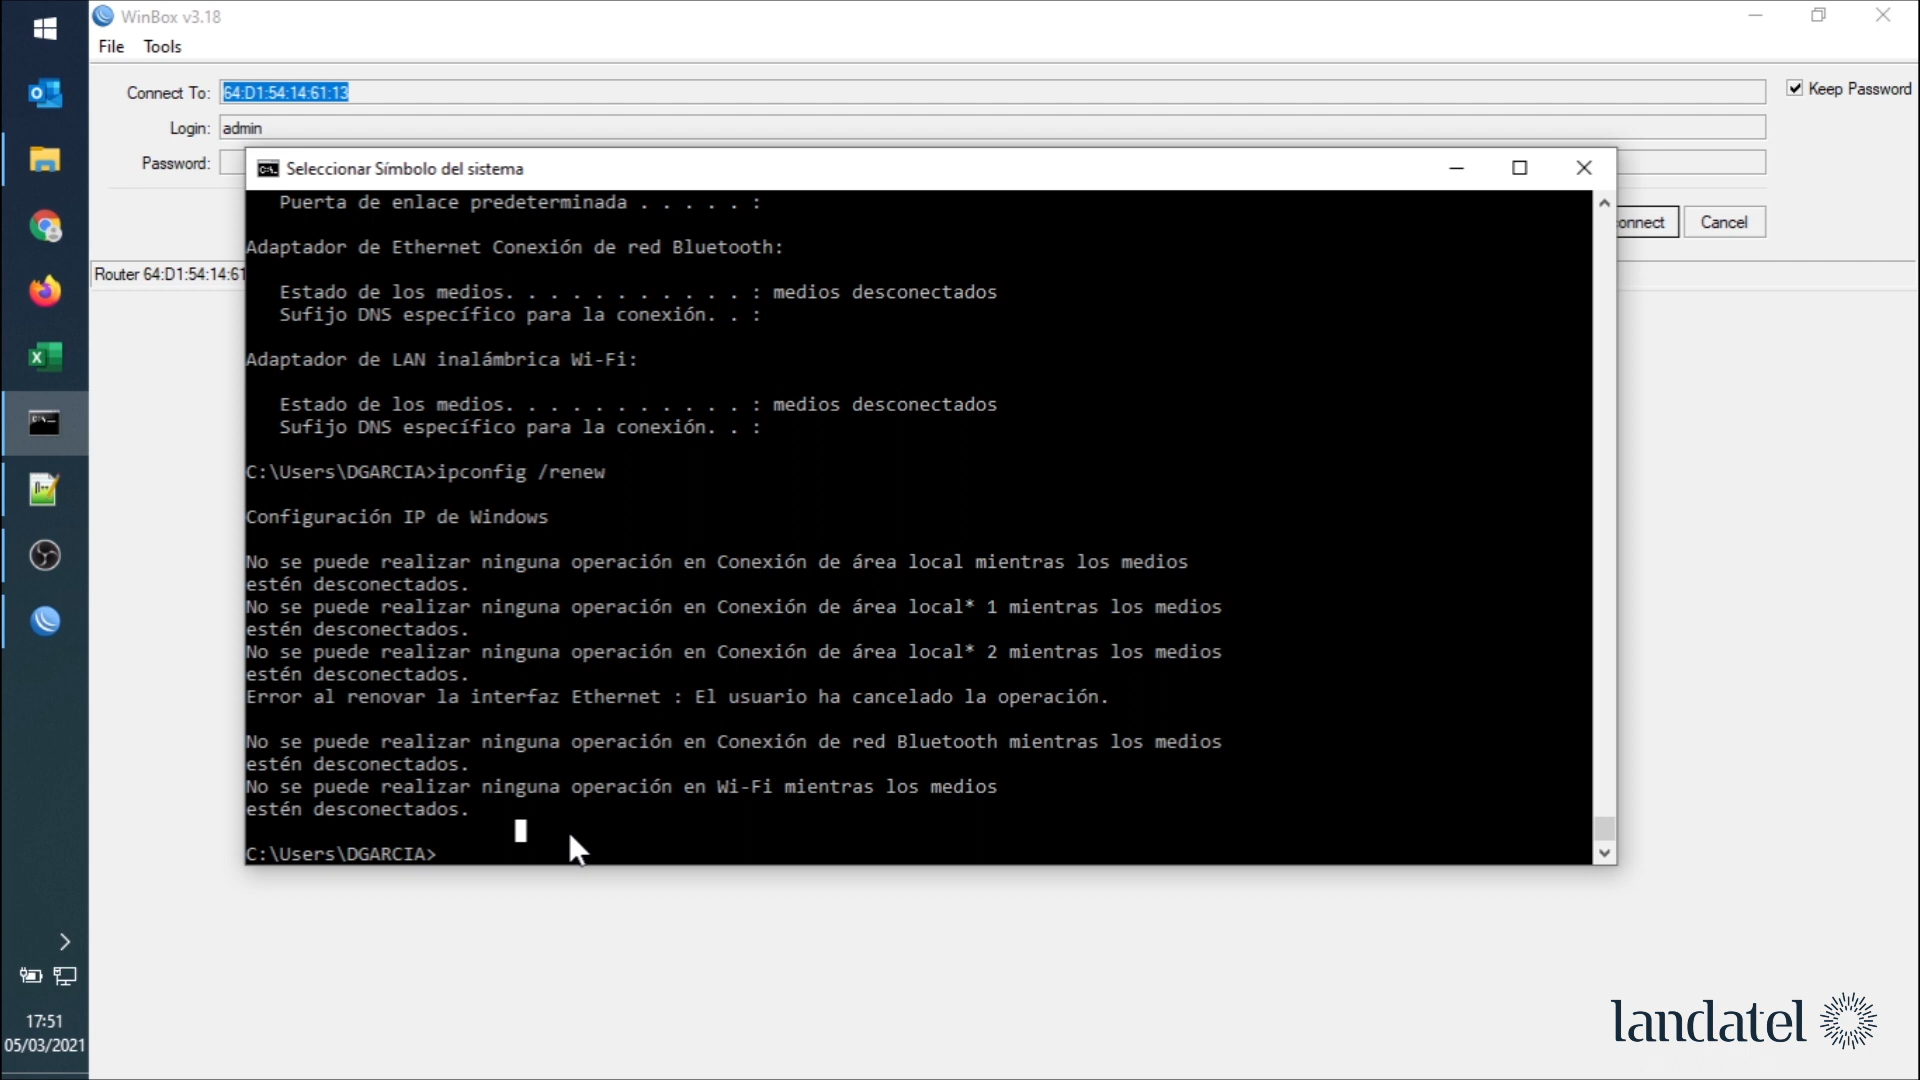 WinBox v3.18
File Tools
Connect To: 64:D1:54:14:61:13
Keep Password
Login: admin
Password:
Seleccionar Símbolo del sistema
onnect Cancel
Router 64:D1:54:14:61
Puerta de enlace predeterminada . . . . . :
Adaptador de Ethernet Conexión de red Bluetooth:
Estado de los medios. . . . . . . . . . . : medios desconectados
Sufijo DNS específico para la conexión. . :
Adaptador de LAN inalámbrica Wi-Fi:
Estado de los medios. . . . . . . . . . . : medios desconectados
Sufijo DNS específico para la conexión. . :
C:\Users\DGARCIA>ipconfig /renew
Configuración IP de Windows
No se puede realizar ninguna operación en Conexión de área local mientras los medios
estén desconectados.
No se puede realizar ninguna operación en Conexión de área local* 1 mientras los medios
estén desconectados.
No se puede realizar ninguna operación en Conexión de área local* 2 mientras los medios
estén desconectados.
Error al renovar la interfaz Ethernet : El usuario ha cancelado la operación.
No se puede realizar ninguna operación en Conexión de red Bluetooth mientras los medios
estén desconectados.
No se puede realizar ninguna operación en Wi-Fi mientras los medios
estén desconectados.
C:\Users\DGARCIA>
17:51
05/03/2021
landatel